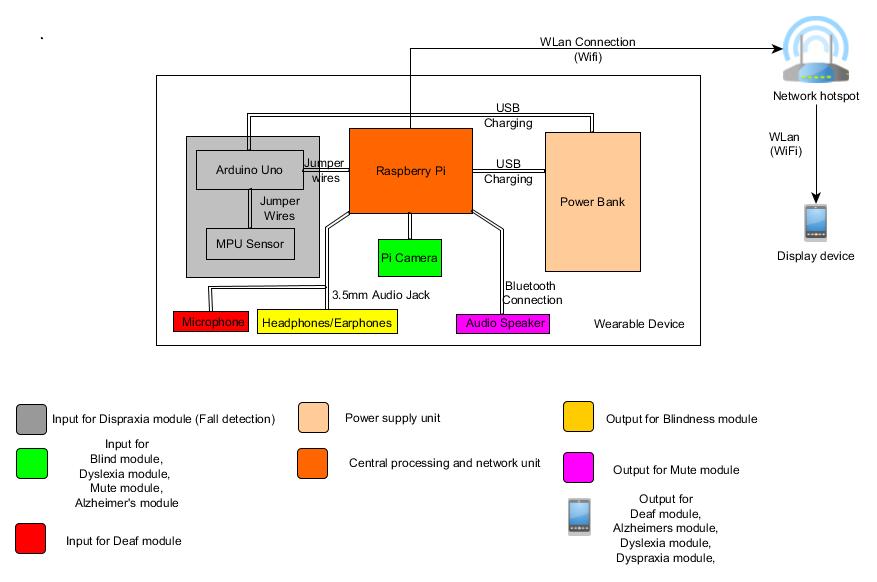 WLan Connection
(Wifi)
Network hotspot
USB
Charging
WLan
(WiFi)
Arduino Uno
Jumper
wires
Raspberry Pi
USB
Charging
Power Bank
Jumper
Wires
MPU Sensor
Pi Camera
Display device
3.5mm Audio Jack
Bluetooth
Connection
Microphone
Headphones/Earphones
Audio Speaker
Wearable Device
Input for Dispraxia module (Fall detection)
Power supply unit
Output for Blindness module
Input for
Blind module,
Dyslexia module,
Mute module,
Alzheimer's module
Central processing and network unit
Output for Mute module
Input for Deaf module
Output for
Deaf module,
Alzheimers module,
Dyslexia module,
Dyspraxia module,